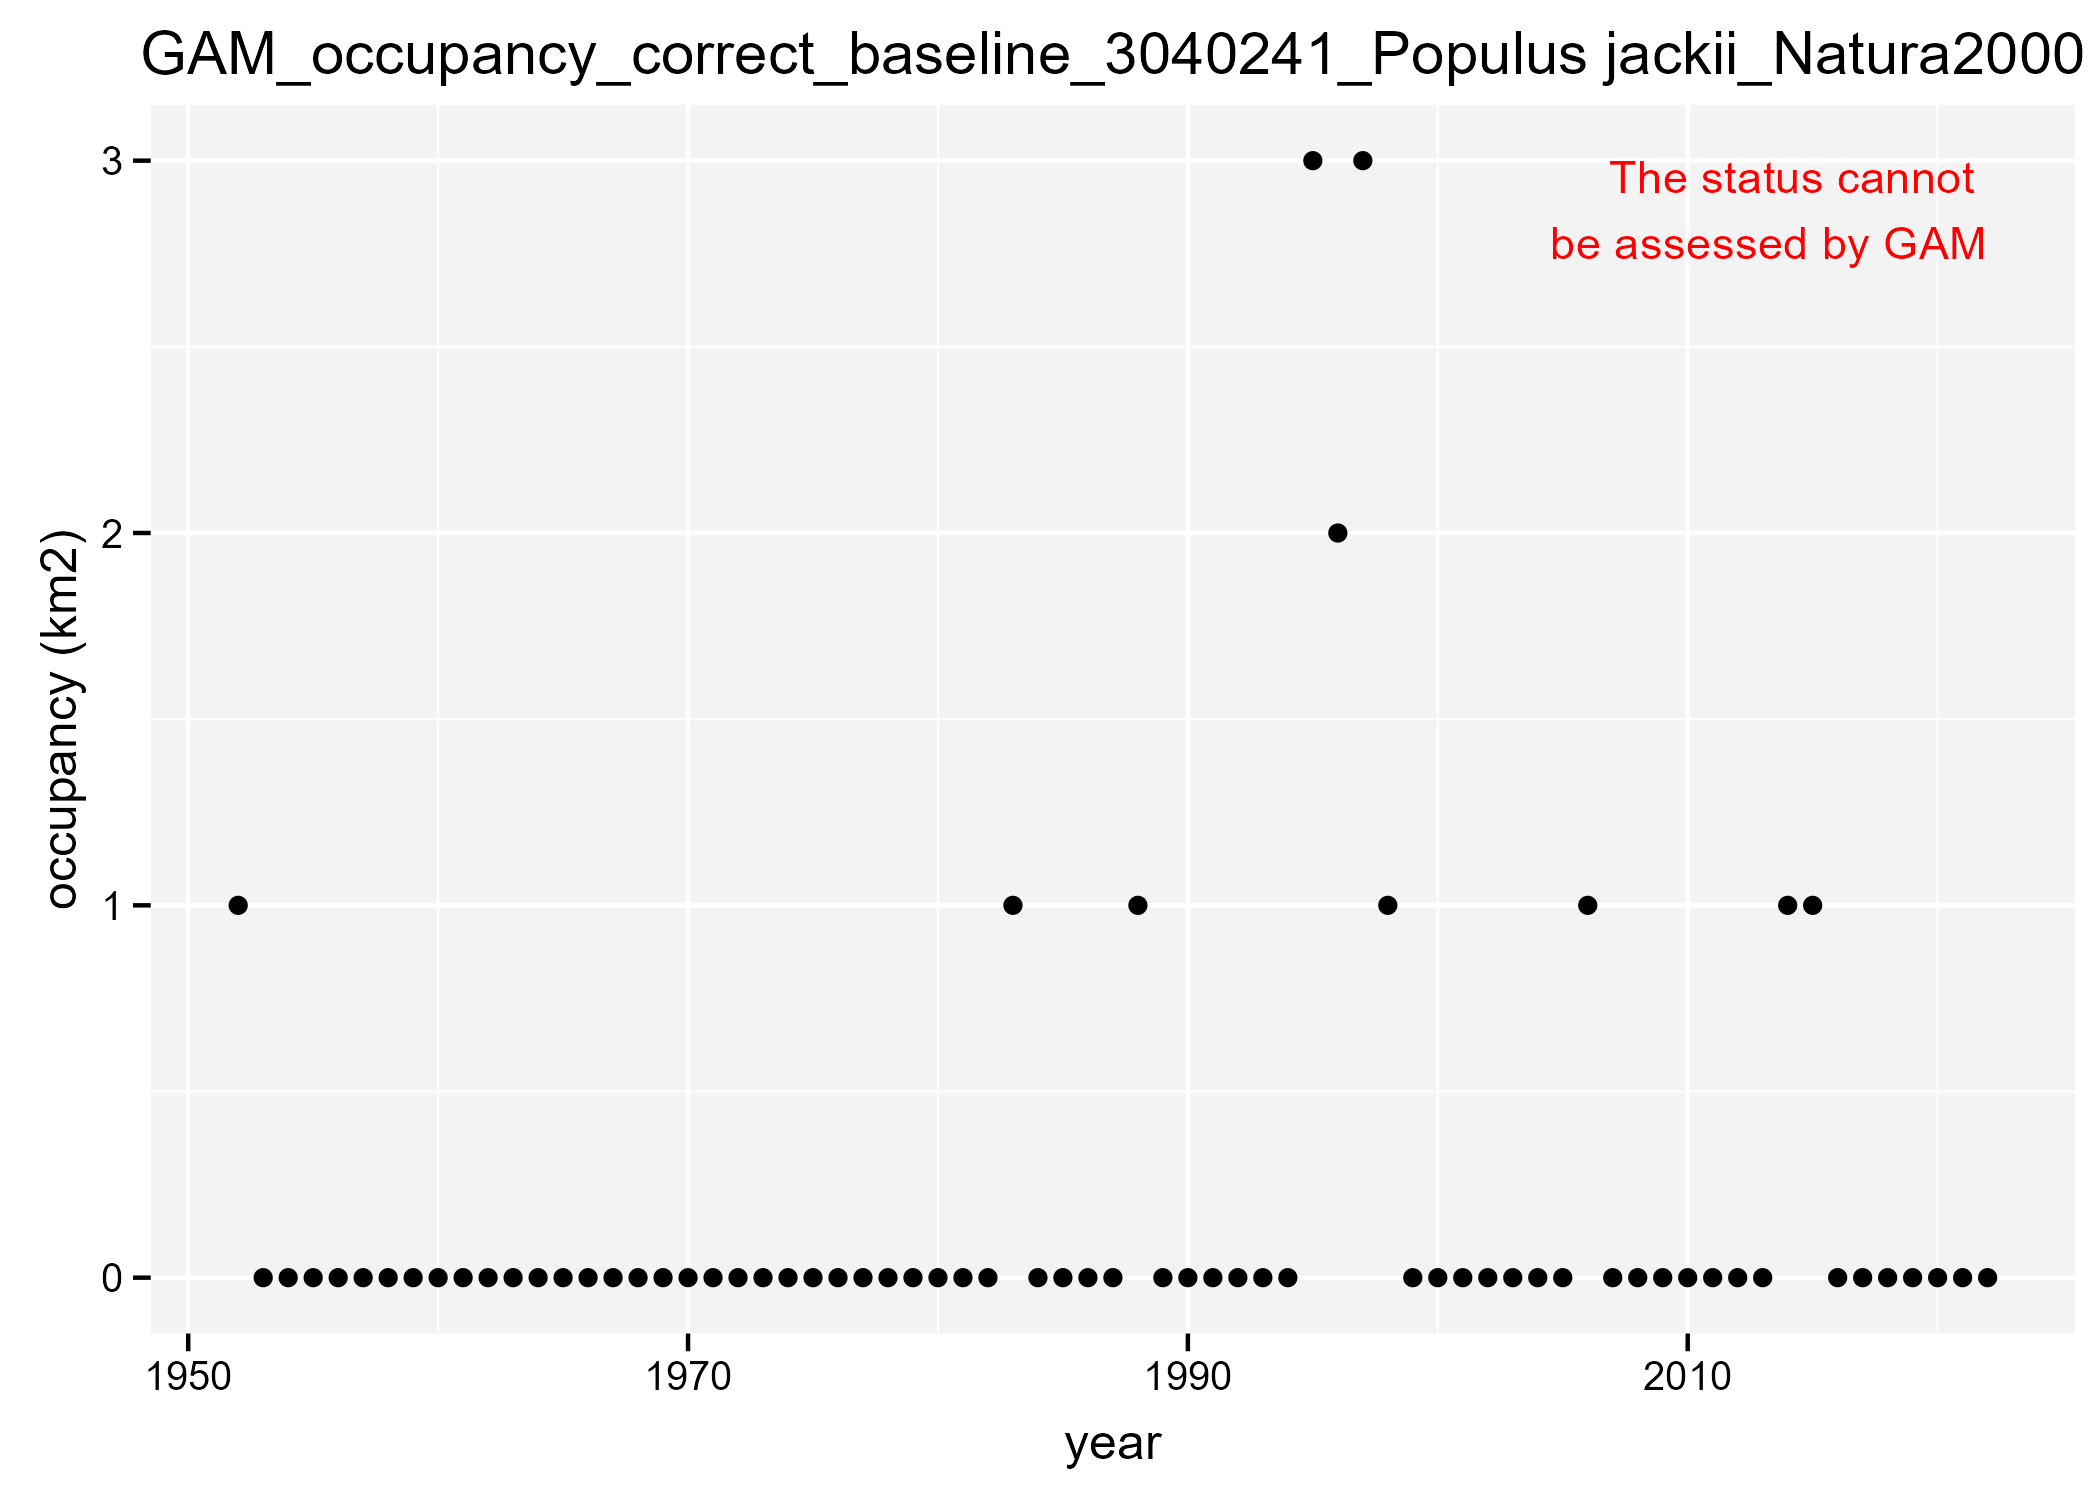 GAM_occupancy_correct_baseline_3040241_Populus jackii_Natura2000
3
The status cannot
be assessed by GAM
2
occupancy (km2)
1
0
1950 1970 1990 2010
year